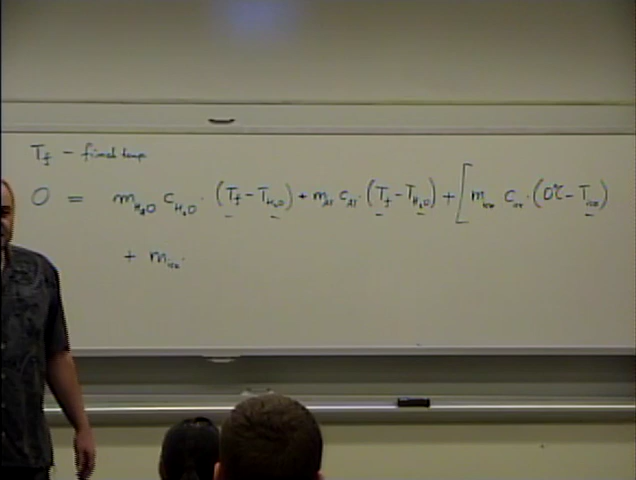 T_f - final temp
0 = m_H₂O c_H₂O · (T_f - T_H₂O) + m_Al c_Al · (T_f - T_H₂O) + [ m_ice c_ice · (0℃ - T_ice)
+ m_ice ·